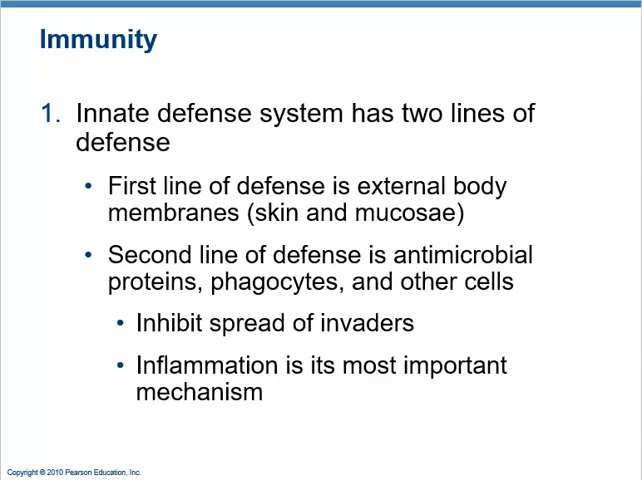 Immunity
1. Innate defense system has two lines of
defense
• First line of defense is external body
membranes (skin and mucosae)
• Second line of defense is antimicrobial
proteins, phagocytes, and other cells
• Inhibit spread of invaders
• Inflammation is its most important
mechanism
Copyright © 2010 Pearson Education, Inc.